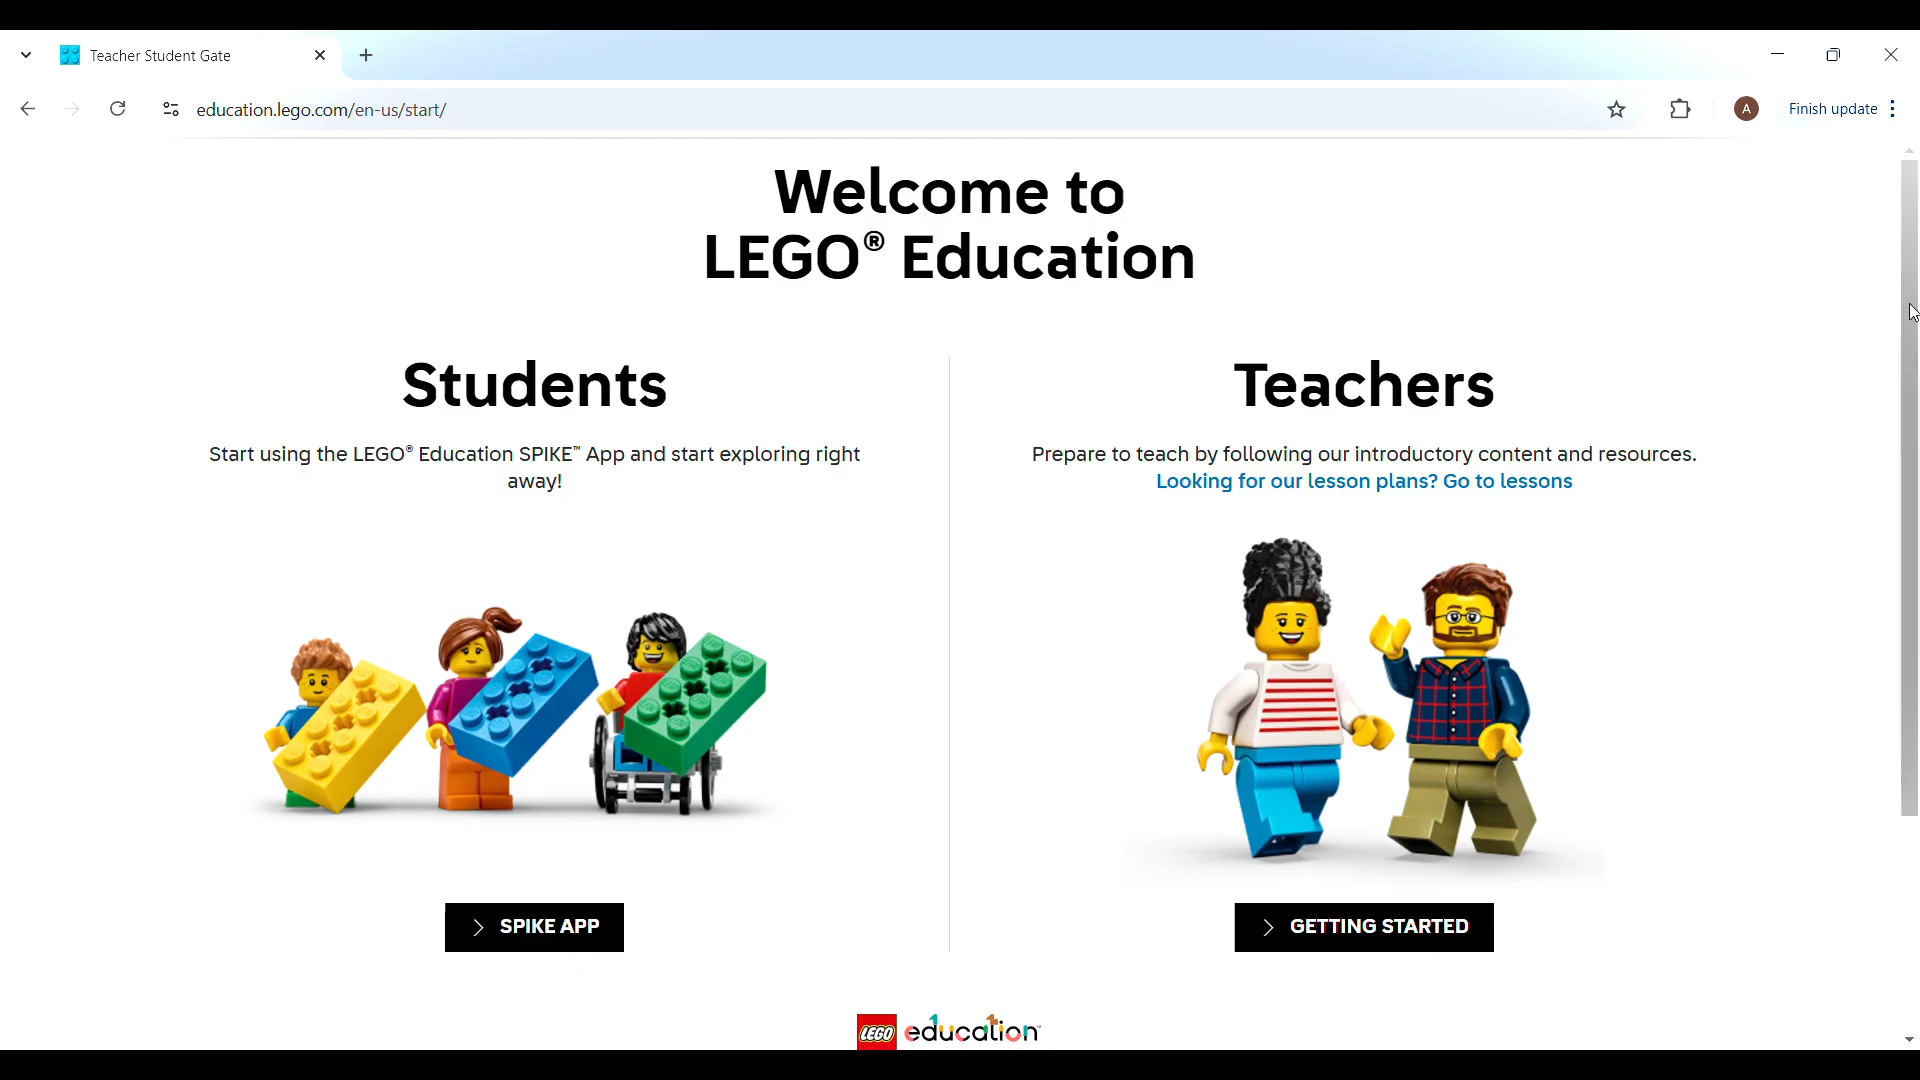 Teacher Student Gate
education.lego.com/en-us/start/
A
Finish update
Welcome to
LEGO® Education
Students
Start using the LEGO® Education SPIKE™ App and start exploring right
away!
SPIKE APP
Teachers
Prepare to teach by following our introductory content and resources.
Looking for our lesson plans? Go to lessons
GETTING STARTED
LEGO education™